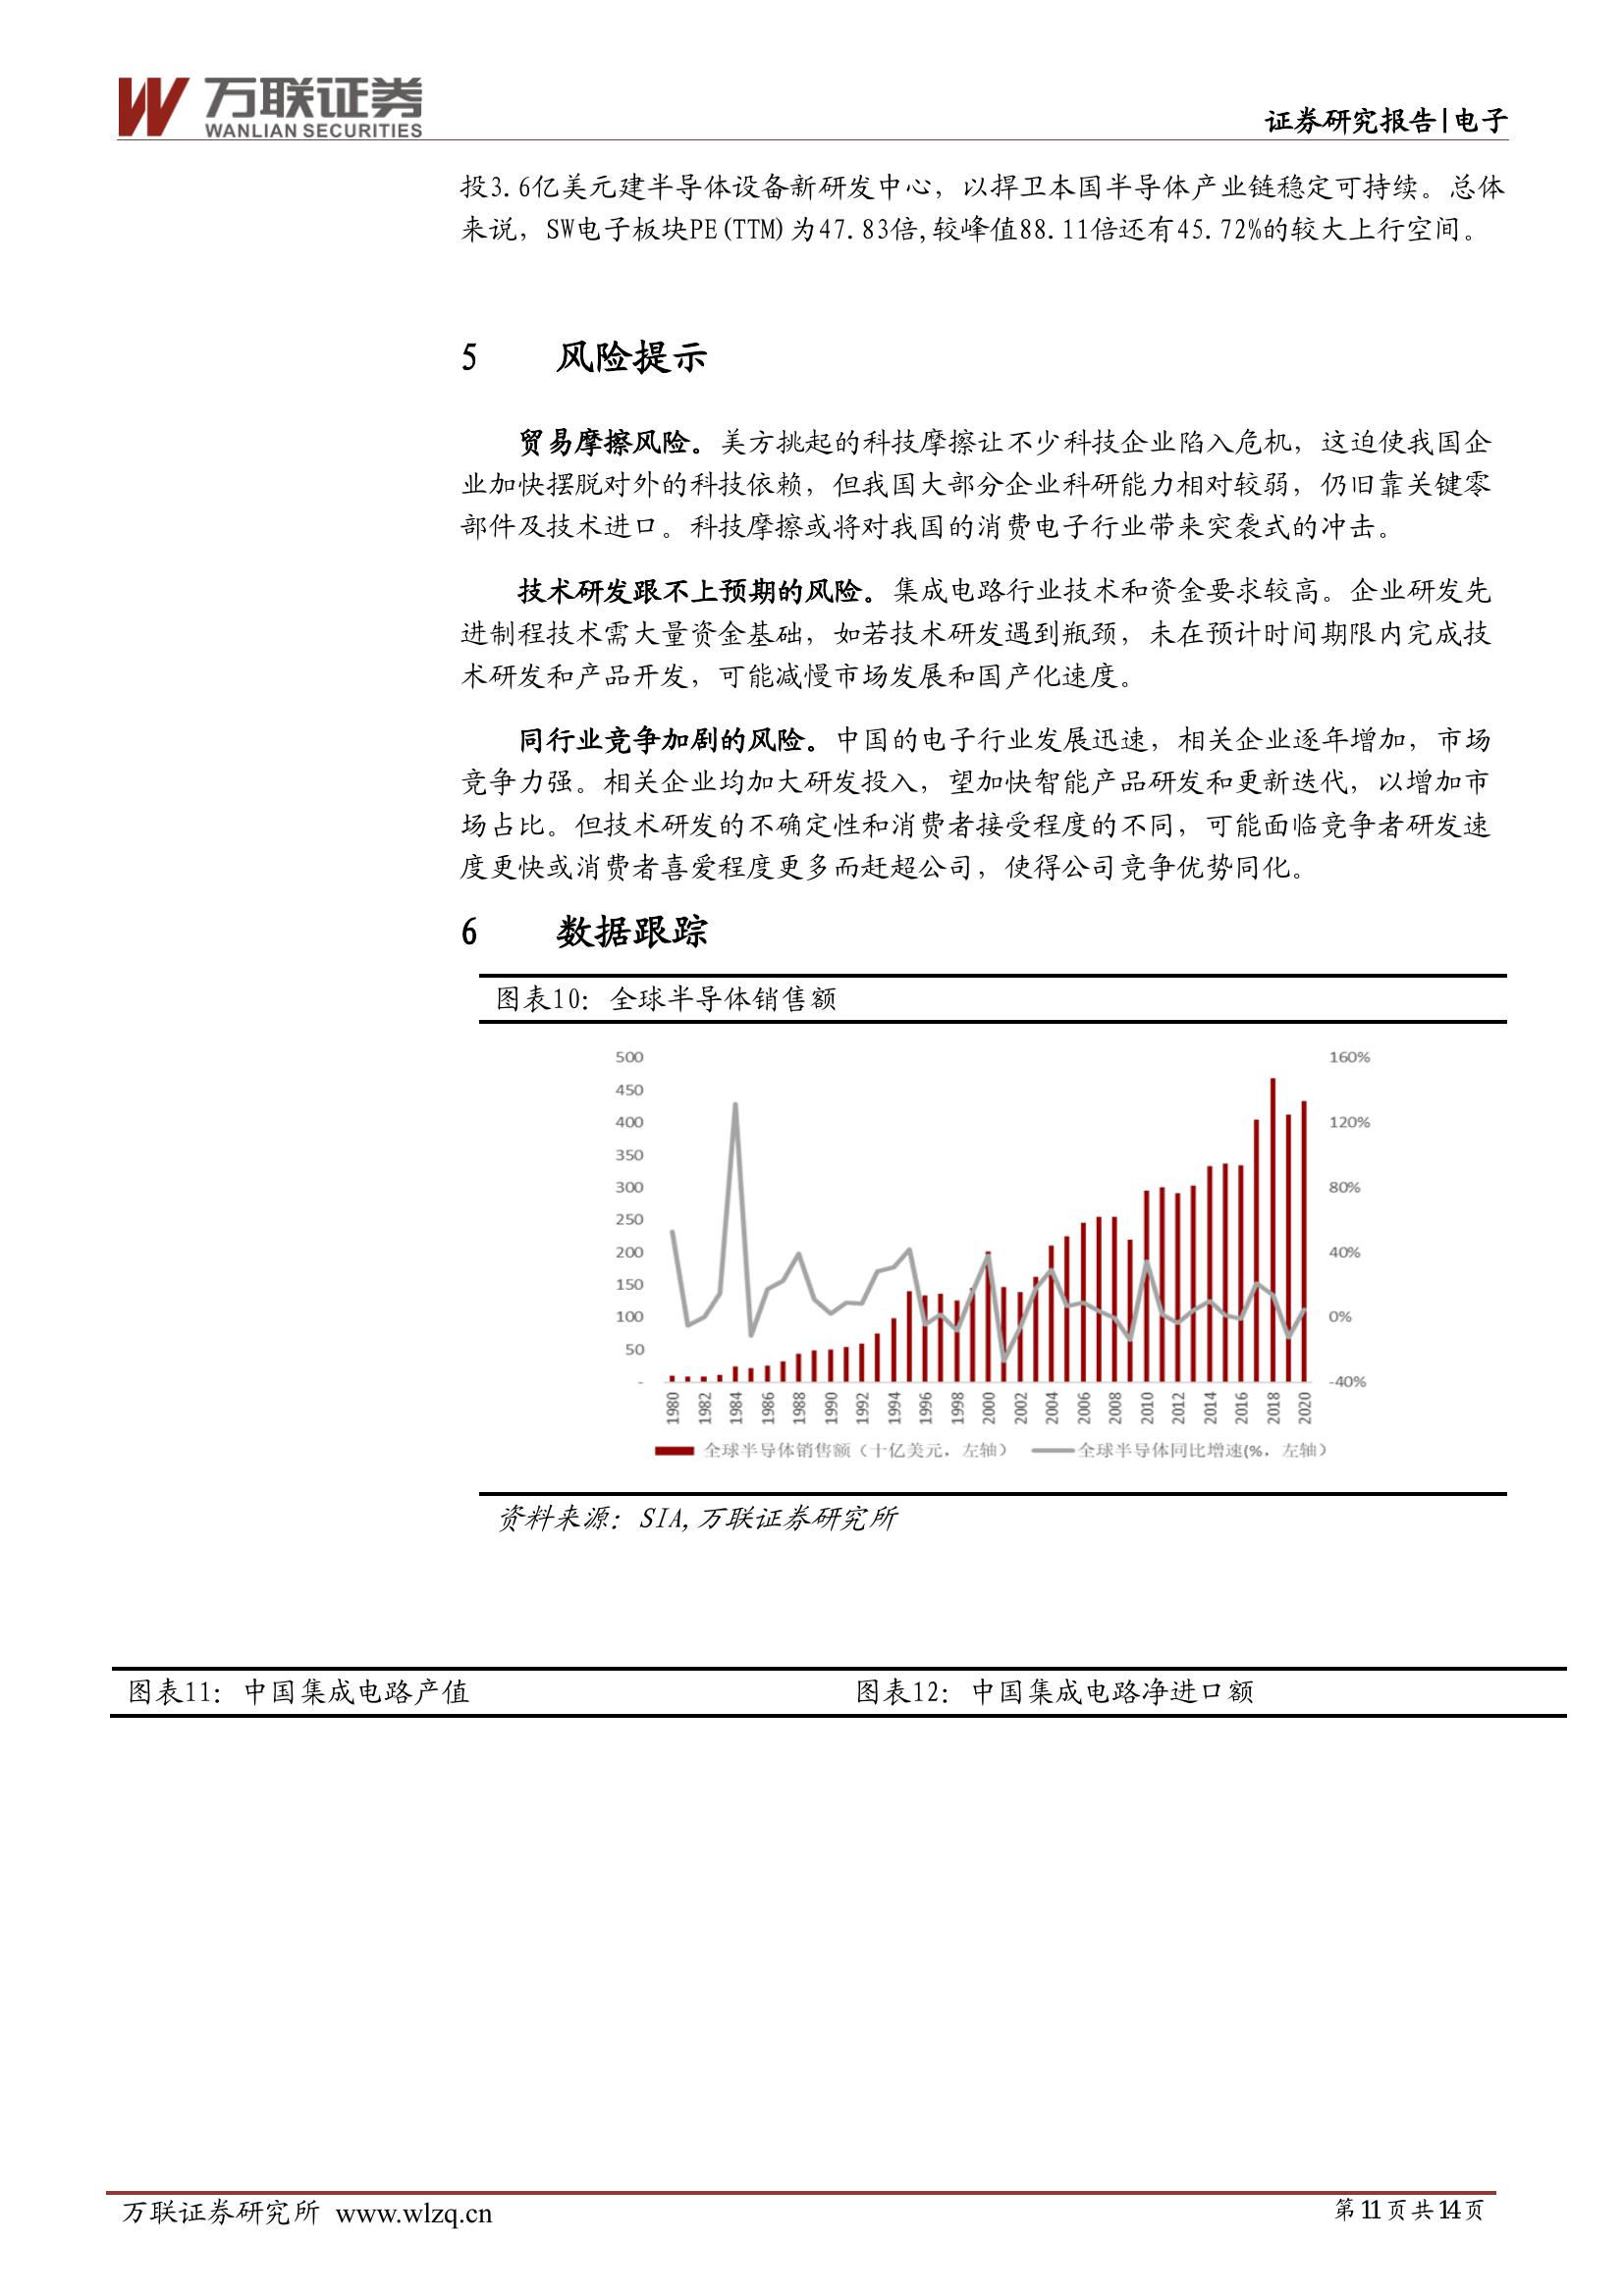 万联证券
WANLIAN SECURITIES
证券研究报告|电子
投3.6亿美元建半导体设备新研发中心，以捍卫本国半导体产业链稳定可持续。总体
来说，SW电子板块PE(TTM)为47.83倍,较峰值88.11倍还有45.72%的较大上行空间。
5 风险提示
贸易摩擦风险。美方挑起的科技摩擦让不少科技企业陷入危机，这迫使我国企
业加快摆脱对外的科技依赖，但我国大部分企业科研能力相对较弱，仍旧靠关键零
部件及技术进口。科技摩擦或将对我国的消费电子行业带来突袭式的冲击。
技术研发跟不上预期的风险。集成电路行业技术和资金要求较高。企业研发先
进制程技术需大量资金基础，如若技术研发遇到瓶颈，未在预计时间期限内完成技
术研发和产品开发，可能减慢市场发展和国产化速度。
同行业竞争加剧的风险。中国的电子行业发展迅速，相关企业逐年增加，市场
竞争力强。相关企业均加大研发投入，望加快智能产品研发和更新迭代，以增加市
场占比。但技术研发的不确定性和消费者接受程度的不同，可能面临竞争者研发速
度更快或消费者喜爱程度更多而赶超公司，使得公司竞争优势同化。
6 数据跟踪
图表10：全球半导体销售额
500 160%
450
400 120%
350
300 80%
250
200 40%
150
100 0%
50
- -40%
1980 1982 1984 1986 1988 1990 1992 1994 1996 1998 2000 2002 2004 2006 2008 2010 2012 2014 2016 2018 2020
全球半导体销售额（十亿美元，左轴） 全球半导体同比增速(%，左轴）
资料来源：SIA,万联证券研究所
图表11：中国集成电路产值 图表12：中国集成电路净进口额
万联证券研究所 www.wlzq.cn 第11页共14页